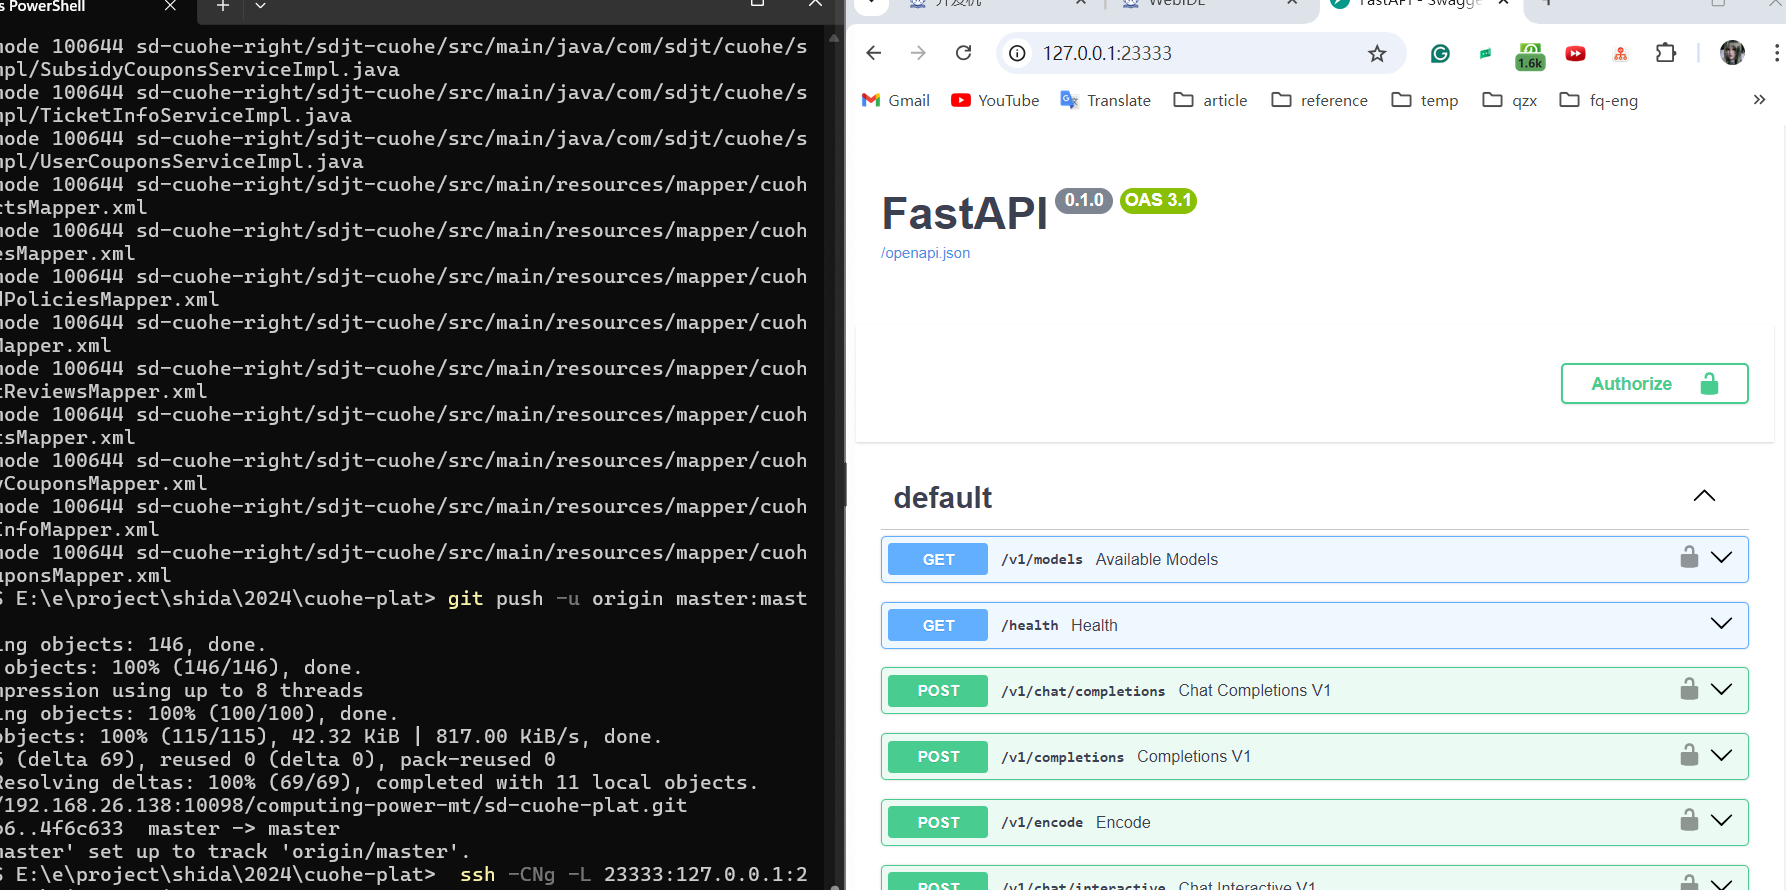 s PowerShell
node 100644 sd-cuohe-right/sdjt-cuohe/src/main/java/com/sdjt/cuohe/s
mpl/SubsidyCouponsServiceImpl.java
node 100644 sd-cuohe-right/sdjt-cuohe/src/main/java/com/sdjt/cuohe/s
mpl/TicketInfoServiceImpl.java
node 100644 sd-cuohe-right/sdjt-cuohe/src/main/java/com/sdjt/cuohe/s
mpl/UserCouponsServiceImpl.java
node 100644 sd-cuohe-right/sdjt-cuohe/src/main/resources/mapper/cuoh
ctsMapper.xml
node 100644 sd-cuohe-right/sdjt-cuohe/src/main/resources/mapper/cuoh
esMapper.xml
node 100644 sd-cuohe-right/sdjt-cuohe/src/main/resources/mapper/cuoh
dPoliciesMapper.xml
node 100644 sd-cuohe-right/sdjt-cuohe/src/main/resources/mapper/cuoh
Mapper.xml
node 100644 sd-cuohe-right/sdjt-cuohe/src/main/resources/mapper/cuoh
tReviewsMapper.xml
node 100644 sd-cuohe-right/sdjt-cuohe/src/main/resources/mapper/cuoh
tsMapper.xml
node 100644 sd-cuohe-right/sdjt-cuohe/src/main/resources/mapper/cuoh
yCouponsMapper.xml
node 100644 sd-cuohe-right/sdjt-cuohe/src/main/resources/mapper/cuoh
InfoMapper.xml
node 100644 sd-cuohe-right/sdjt-cuohe/src/main/resources/mapper/cuoh
uponsMapper.xml
S E:\e\project\shida\2024\cuohe-plat> git push -u origin master:mast
ing objects: 146, done.
objects: 100% (146/146), done.
mpression using up to 8 threads
ing objects: 100% (100/100), done.
objects: 100% (115/115), 42.32 KiB | 817.00 KiB/s, done.
5 (delta 69), reused 0 (delta 0), pack-reused 0
Resolving deltas: 100% (69/69), completed with 11 local objects.
/192.168.26.138:10098/computing-power-mt/sd-cuohe-plat.git
b6..4f6c633  master -> master
master' set up to track 'origin/master'.
S E:\e\project\shida\2024\cuohe-plat>  ssh -CNg -L 23333:127.0.0.1:2
开发机
WebIDE
FastAPI - Swagge
127.0.0.1:23333
1.6k
Gmail YouTube Translate article reference temp qzx fq-eng
FastAPI 0.1.0 OAS 3.1
/openapi.json
Authorize
default
GET /v1/models Available Models
GET /health Health
POST /v1/chat/completions Chat Completions V1
POST /v1/completions Completions V1
POST /v1/encode Encode
POST /v1/chat/interactive Chat Interactive V1